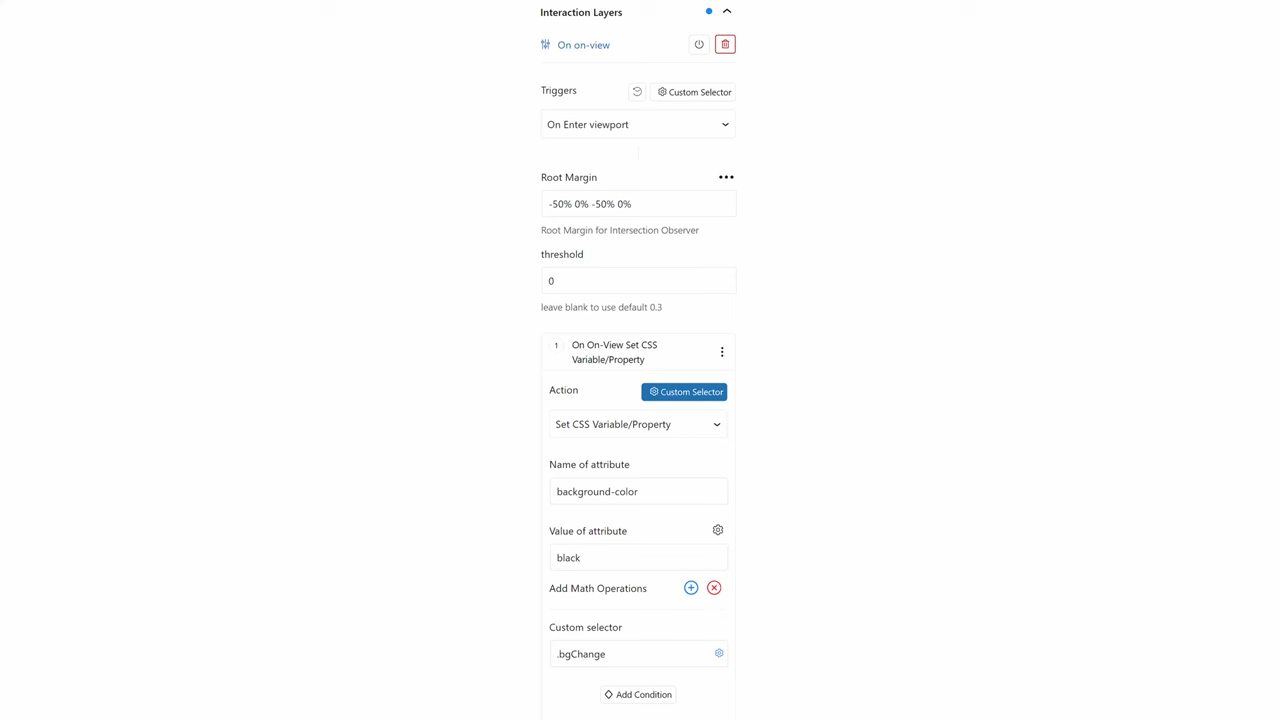 Interaction Layers
On on-view
Triggers
Custom Selector
On Enter viewport
Root Margin
-50% 0% -50% 0%
Root Margin for Intersection Observer
threshold
0
leave blank to use default 0.3
1
On On-View Set CSS
Variable/Property
Action
Custom Selector
Set CSS Variable/Property
Name of attribute
background-color
Value of attribute
black
Add Math Operations
Custom selector
.bgChange
Add Condition